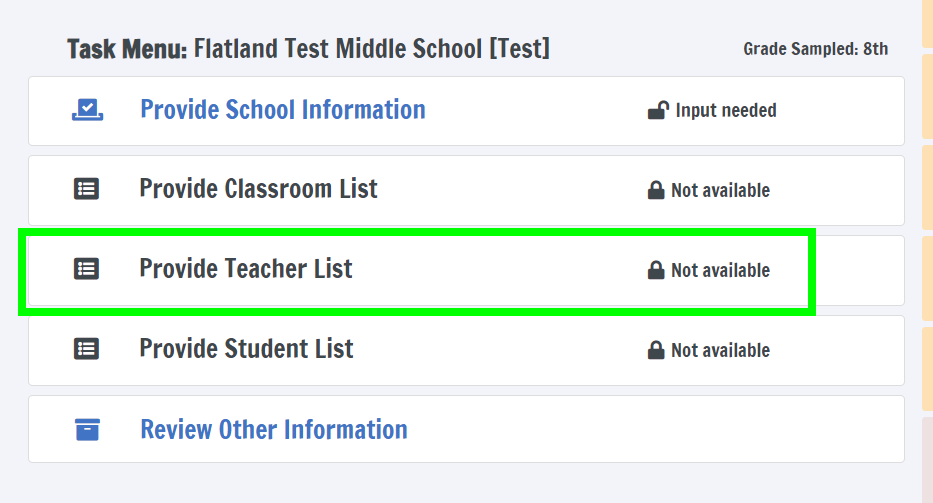 Task Menu: Flatland Test Middle School [Test] Grade Sampled: 8th
Provide School Information Input needed
Provide Classroom List Not available
Provide Teacher List Not available
Provide Student List Not available
Review Other Information